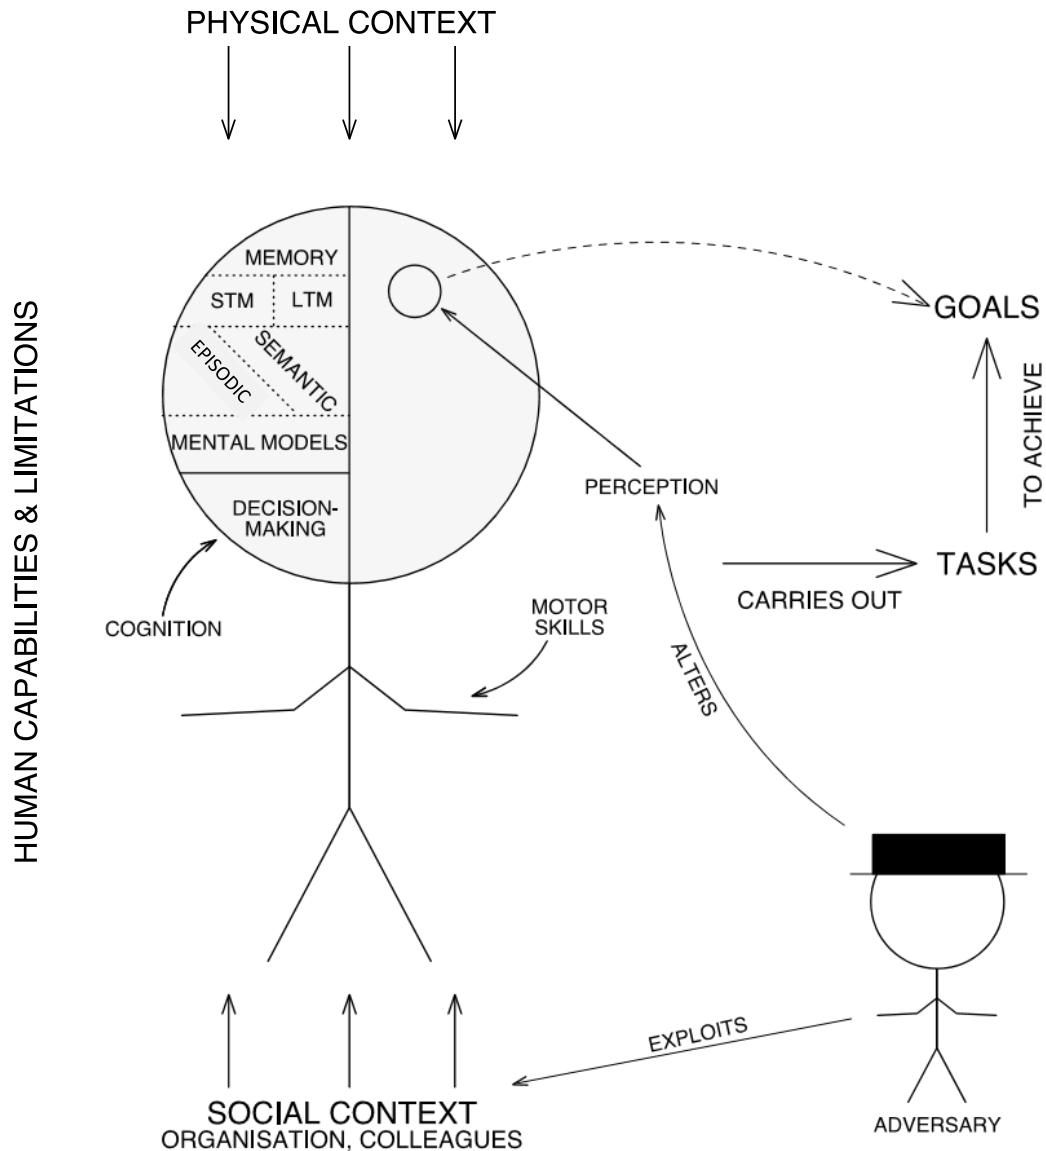 PHYSICAL CONTEXT
HUMAN CAPABILITIES & LIMITATIONS
MEMORY
STM
LTM
EPISODIC
SEMANTIC
MENTAL MODELS
DECISION-
MAKING
COGNITION
MOTOR
SKILLS
PERCEPTION
GOALS
TO ACHIEVE
TASKS
CARRIES OUT
ALTERS
EXPLOITS
ADVERSARY
SOCIAL CONTEXT
ORGANISATION, COLLEAGUES